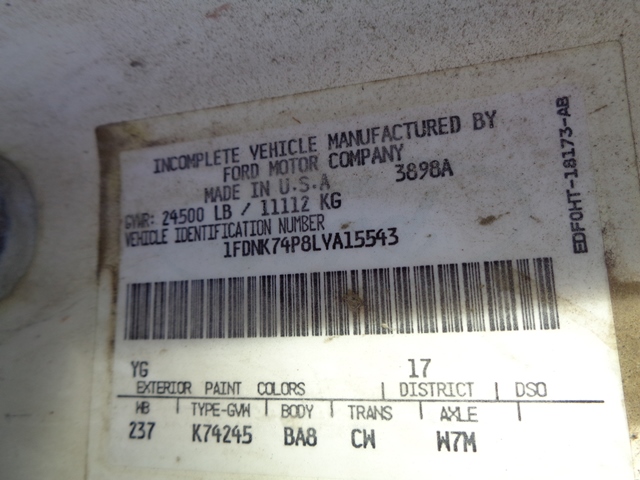 INCOMPLETE VEHICLE MANUFACTURED BY
FORD MOTOR COMPANY
MADE IN U.S.A 3898A
GVWR: 24500 LB / 11112 KG
VEHICLE IDENTIFICATION NUMBER
1FDNK74P8LVA15543
YG 17
EXTERIOR PAINT COLORS DISTRICT DSO
WB TYPE-GVW BODY TRANS AXLE
237 K74245 BA8 CW W7M
EDF0HT-18173-AB